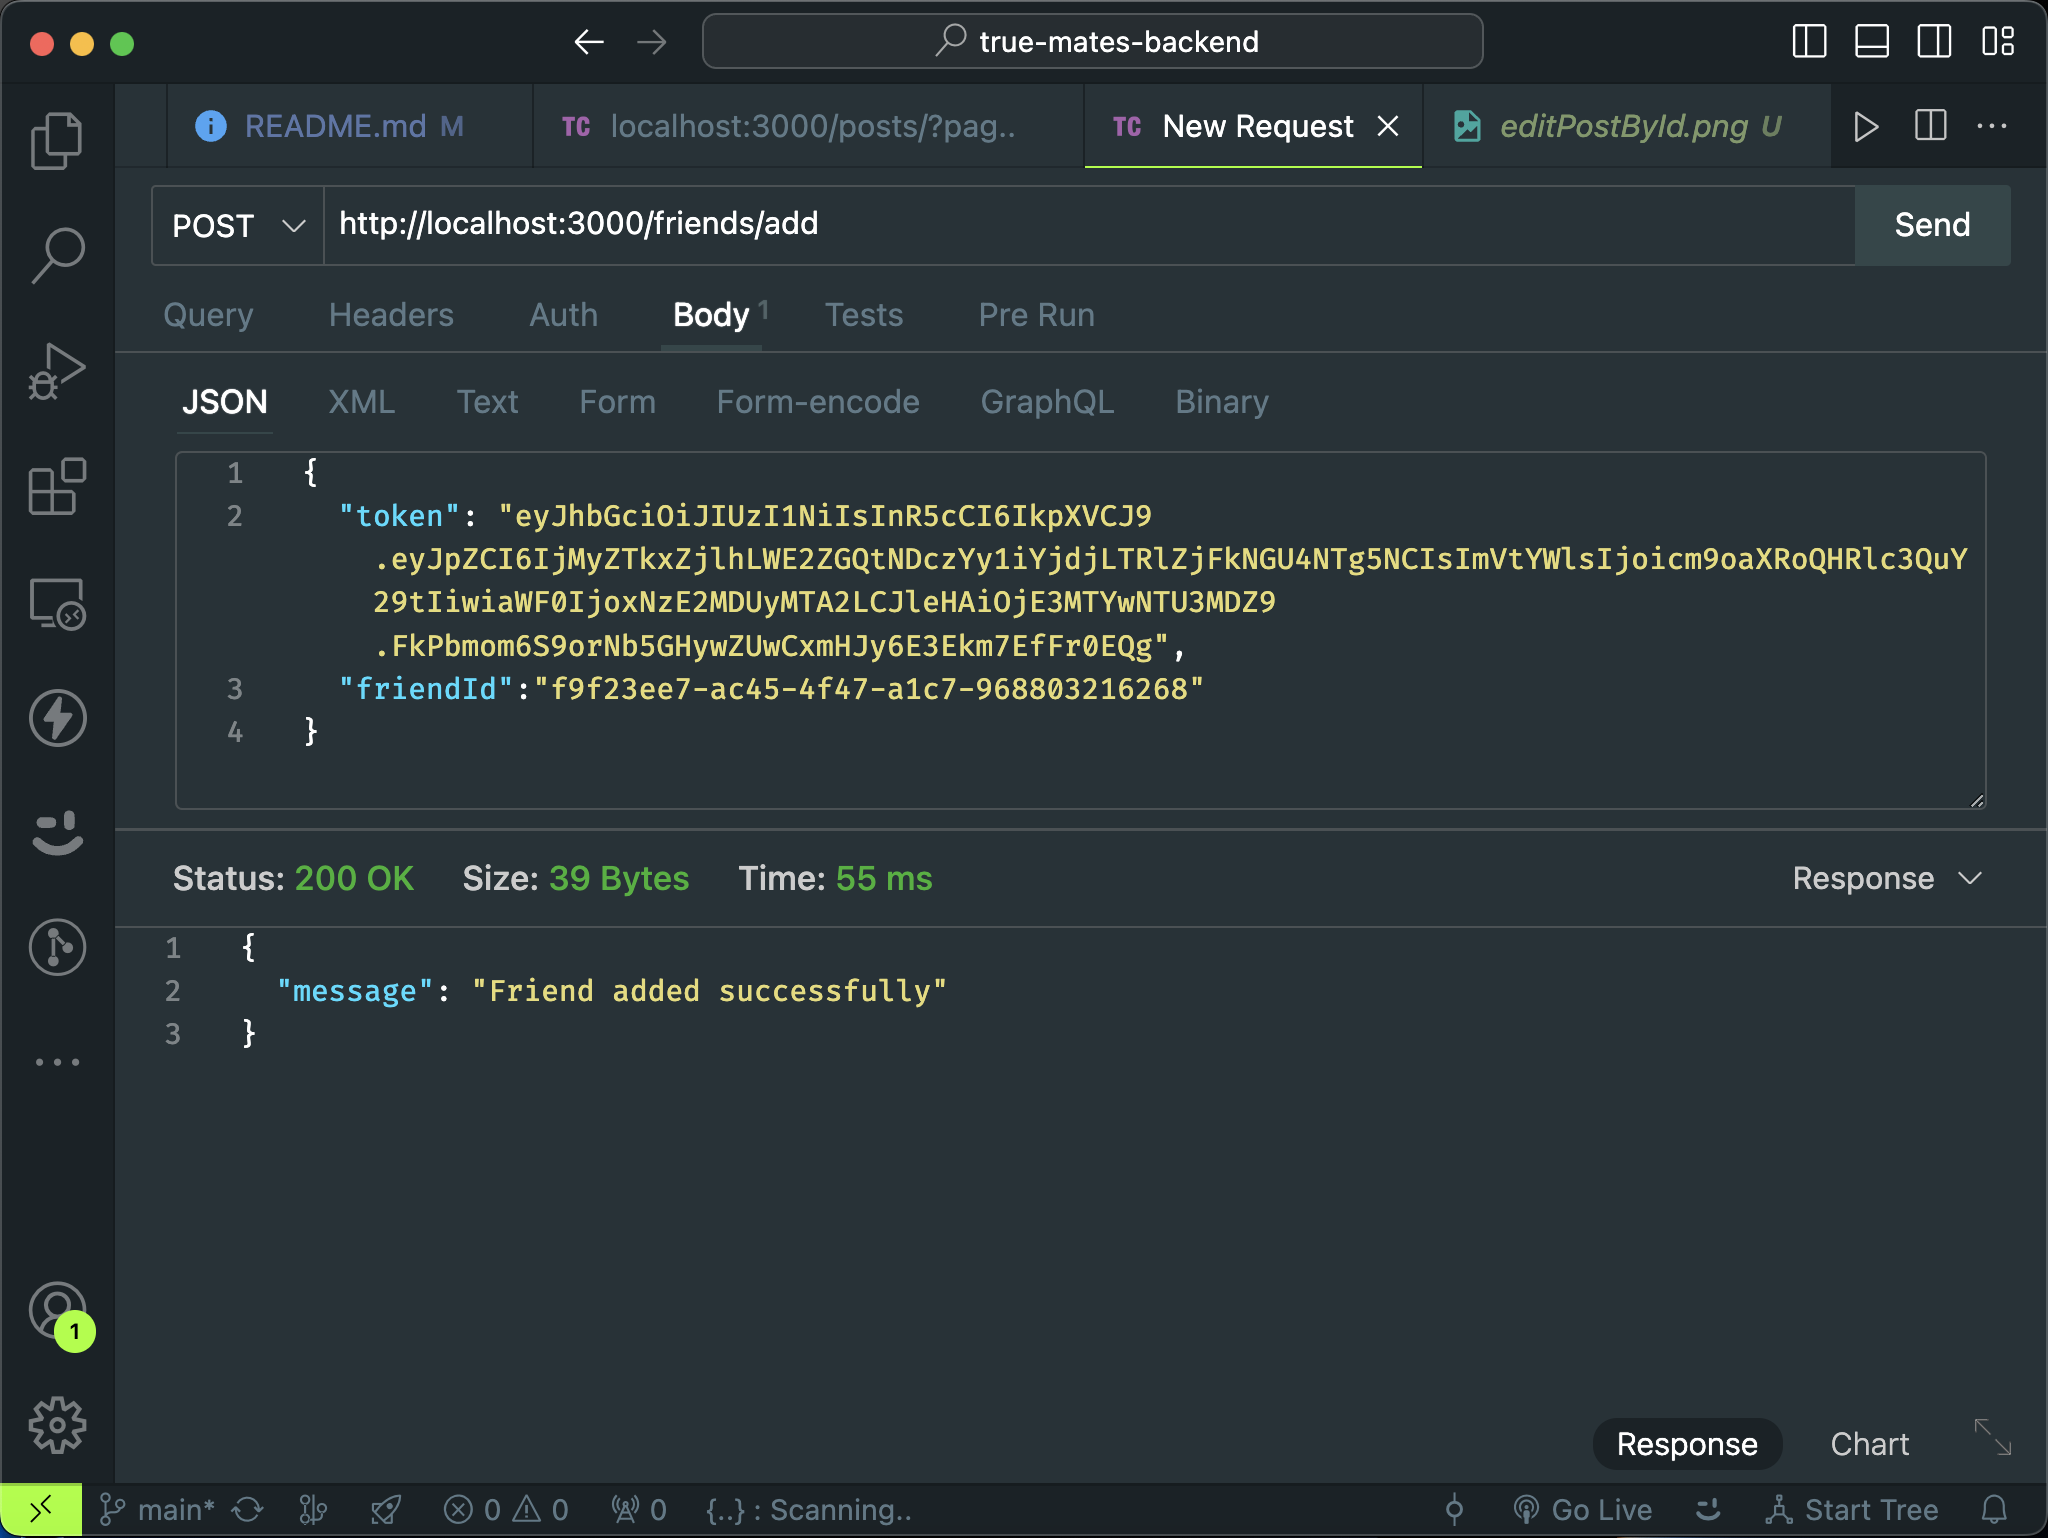 true-mates-backend
README.md M
TC localhost:3000/posts/?pag..
TC New Request
editPostById.png U
POST http://localhost:3000/friends/add Send
Query Headers Auth Body 1 Tests Pre Run
JSON XML Text Form Form-encode GraphQL Binary
1 {
2 "token": "eyJhbGciOiJIUzI1NiIsInR5cCI6IkpXVCJ9
.eyJpZCI6IjMyZTkxZjlhLWE2ZGQtNDczYy1iYjdjLTRlZjFkNGU4NTg5NCIsImVtYWlsIjoicm9oaXRoQHRlc3QuY
29tIiwiaWF0IjoxNzE2MDUyMTA2LCJleHAiOjE3MTYwNTU3MDZ9
.FkPbmom6S9orNb5GHywZUwCxmHJy6E3Ekm7EfFr0EQg",
3 "friendId":"f9f23ee7-ac45-4f47-a1c7-968803216268"
4 }
Status: 200 OK Size: 39 Bytes Time: 55 ms Response
1 {
2 "message": "Friend added successfully"
3 }
1
Response Chart
main* 0 0 0 {..} : Scanning.. Go Live Start Tree